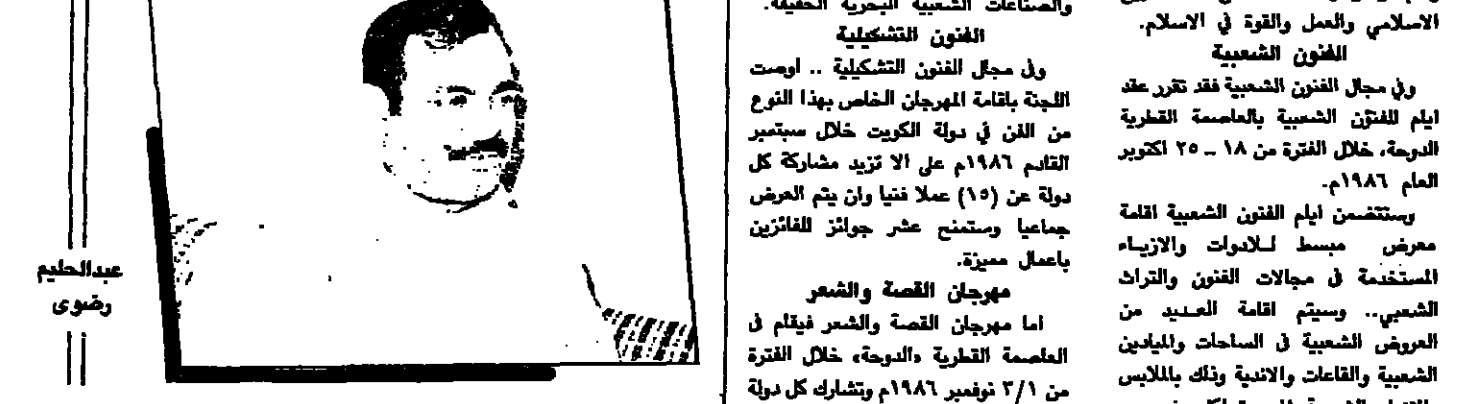 الاسلامي والعمل والقوة في الاسلام.
الفنون الشعبية
وفي مجال الفنون الشعبية فقد تقرر عقد
ايام للفنون الشعبية بالعاصمة القطرية
الدوحة، خلال الفترة من ١٨ ـ ٢٥ اكتوبر
العام ١٩٨٦م.
وستتضمن ايام الفنون الشعبية اقامة
معرض مبسط لـلادوات والازيـاء
المستخدمة في مجالات الفنون والتراث
الشعبي.. وسيتم اقامة العـديد من
العروض الشعبية في الساحات والميادين
الشعبية والقاعات والاندية وذلك بالملابس
والصناعات الشعبية البحرية الخفيفة.
الفنون التشكيلية
وفي مجال الفنون التشكيلية .. اوصت
اللجنة باقامة المهرجان الخاص بهذا النوع
من الفن في دولة الكويت خلال سبتمبر
القادم ١٩٨٦م على الا تزيد مشاركة كل
دولة عن (١٥) عملا فنيا وان يتم العرض
جماعيا وستمنح عشر جوائز للفائزين
باعمال مميزة.
مهرجان القصة والشعر
اما مهرجان القصة والشعر فيقام في
العاصمة القطرية «الدوحة» خلال الفترة
من ٣/١ نوفمبر ١٩٨٦م وتشارك كل دولة
عبدالحليم
رضوى